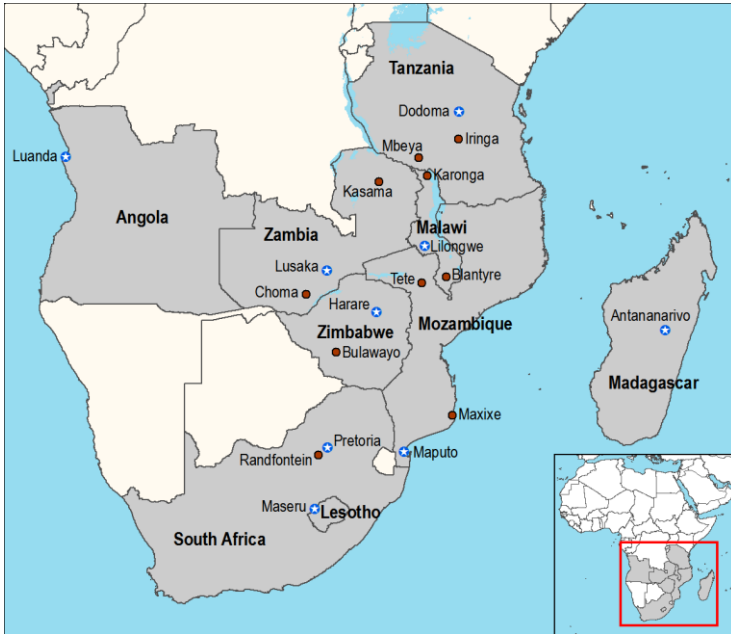 Tanzania
Dodoma
Iringa
Mbeya
Luanda
Karonga
Kasama
Angola
Malawi
Zambia
Lilongwe
Lusaka
Blantyre
Tete
Choma
Harare
Antananarivo
Mozambique
Zimbabwe
Bulawayo
Madagascar
Maxixe
Pretoria
Maputo
Randfontein
Maseru
Lesotho
South Africa